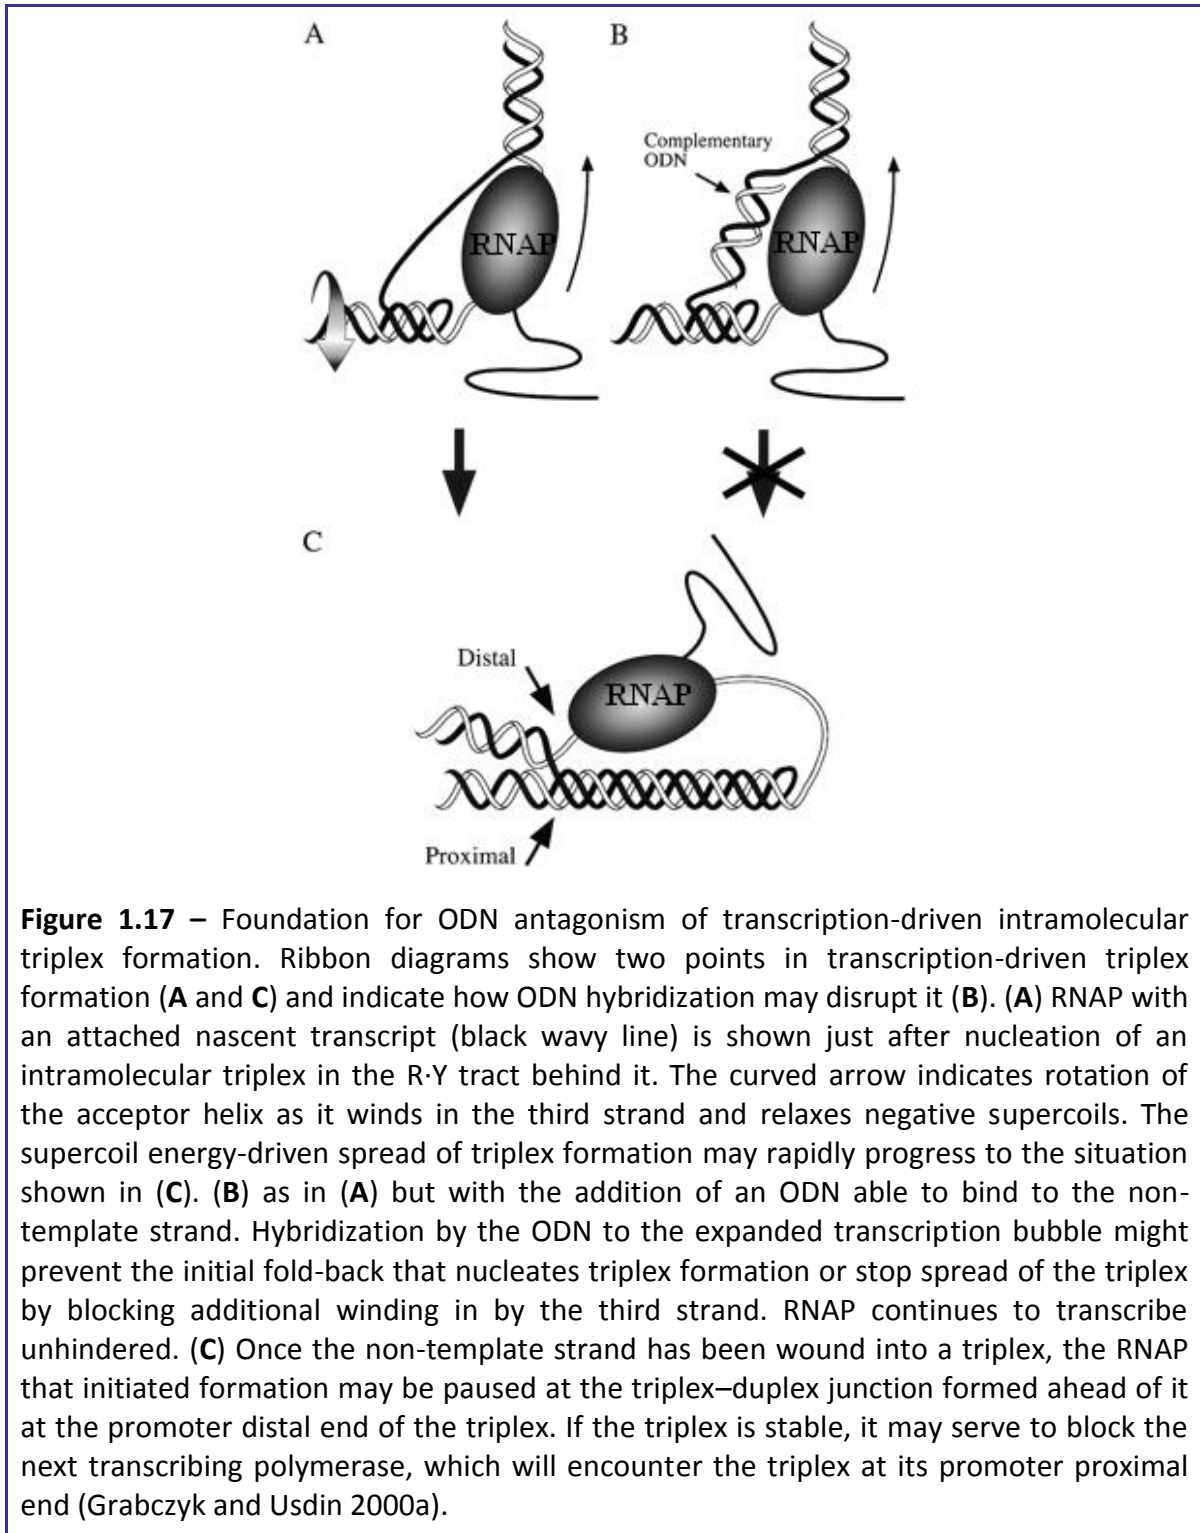 A
B
Complementary
ODN
RNAP
RNAP
C
Distal
RNAP
Proximal
Figure 1.17 – Foundation for ODN antagonism of transcription-driven intramolecular
triplex formation. Ribbon diagrams show two points in transcription-driven triplex
formation (A and C) and indicate how ODN hybridization may disrupt it (B). (A) RNAP with
an attached nascent transcript (black wavy line) is shown just after nucleation of an
intramolecular triplex in the R·Y tract behind it. The curved arrow indicates rotation of
the acceptor helix as it winds in the third strand and relaxes negative supercoils. The
supercoil energy-driven spread of triplex formation may rapidly progress to the situation
shown in (C). (B) as in (A) but with the addition of an ODN able to bind to the non-
template strand. Hybridization by the ODN to the expanded transcription bubble might
prevent the initial fold-back that nucleates triplex formation or stop spread of the triplex
by blocking additional winding in by the third strand. RNAP continues to transcribe
unhindered. (C) Once the non-template strand has been wound into a triplex, the RNAP
that initiated formation may be paused at the triplex–duplex junction formed ahead of it
at the promoter distal end of the triplex. If the triplex is stable, it may serve to block the
next transcribing polymerase, which will encounter the triplex at its promoter proximal
end (Grabczyk and Usdin 2000a).